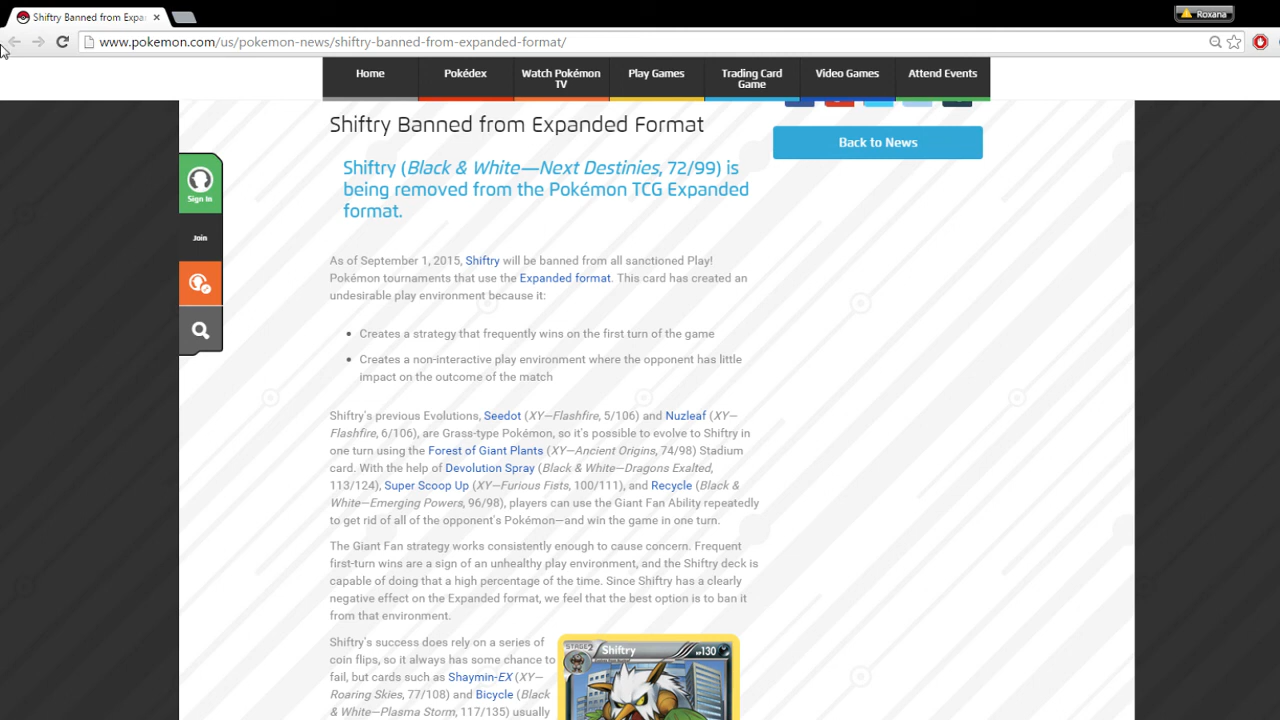 Shiftry Banned from Expa
Roxana
www.pokemon.com/us/pokemon-news/shiftry-banned-from-expanded-format/
Home
Pokédex
Watch Pokémon
TV
Play Games
Trading Card
Game
Video Games
Attend Events
Shiftry Banned from Expanded Format
Back to News
Shiftry (Black & White—Next Destinies, 72/99) is
being removed from the Pokémon TCG Expanded
format.
Sign In
Join
As of September 1, 2015, Shiftry will be banned from all sanctioned Play!
Pokémon tournaments that use the Expanded format. This card has created an
undesirable play environment because it:
• Creates a strategy that frequently wins on the first turn of the game
• Creates a non-interactive play environment where the opponent has little
impact on the outcome of the match
Shiftry's previous Evolutions, Seedot (XY—Flashfire, 5/106) and Nuzleaf (XY—
Flashfire, 6/106), are Grass-type Pokémon, so it's possible to evolve to Shiftry in
one turn using the Forest of Giant Plants (XY—Ancient Origins, 74/98) Stadium
card. With the help of Devolution Spray (Black & White—Dragons Exalted,
113/124), Super Scoop Up (XY—Furious Fists, 100/111), and Recycle (Black &
White—Emerging Powers, 96/98), players can use the Giant Fan Ability repeatedly
to get rid of all of the opponent's Pokémon—and win the game in one turn.
The Giant Fan strategy works consistently enough to cause concern. Frequent
first-turn wins are a sign of an unhealthy play environment, and the Shiftry deck is
capable of doing that a high percentage of the time. Since Shiftry has a clearly
negative effect on the Expanded format, we feel that the best option is to ban it
from that environment.
Shiftry's success does rely on a series of
coin flips, so it always has some chance to
fail, but cards such as Shaymin-EX (XY—
Roaring Skies, 77/108) and Bicycle (Black
& White—Plasma Storm, 117/135) usually
STAGE2
Shiftry
HP130